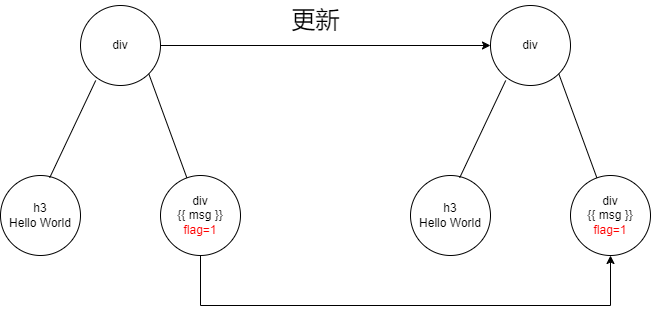 更新
div
div
h3
Hello World
div
{{ msg }}
flag=1
h3
Hello World
div
{{ msg }}
flag=1